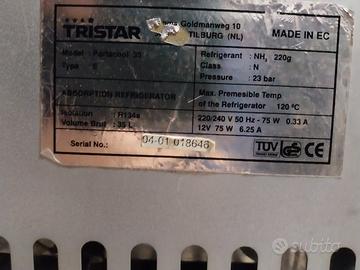 TRISTAR
Goldmanweg 10
TILBURG (NL)
MADE IN EC
Model : Partacool 35
Type : E
Refrigerant : NH3 220g
Class : N
Pressure : 23 bar
ABSORPTION REFRIGERATOR
Max. Premesible Temp
of the Refrigerator 120 °C
Isolation : R134a
Volume Brut : 35 L
220/240 V 50 Hz - 75 W 0.33 A
12V 75 W 6.25 A
Serial No.: 04-01 018646
TÜV
GS
CE
subito